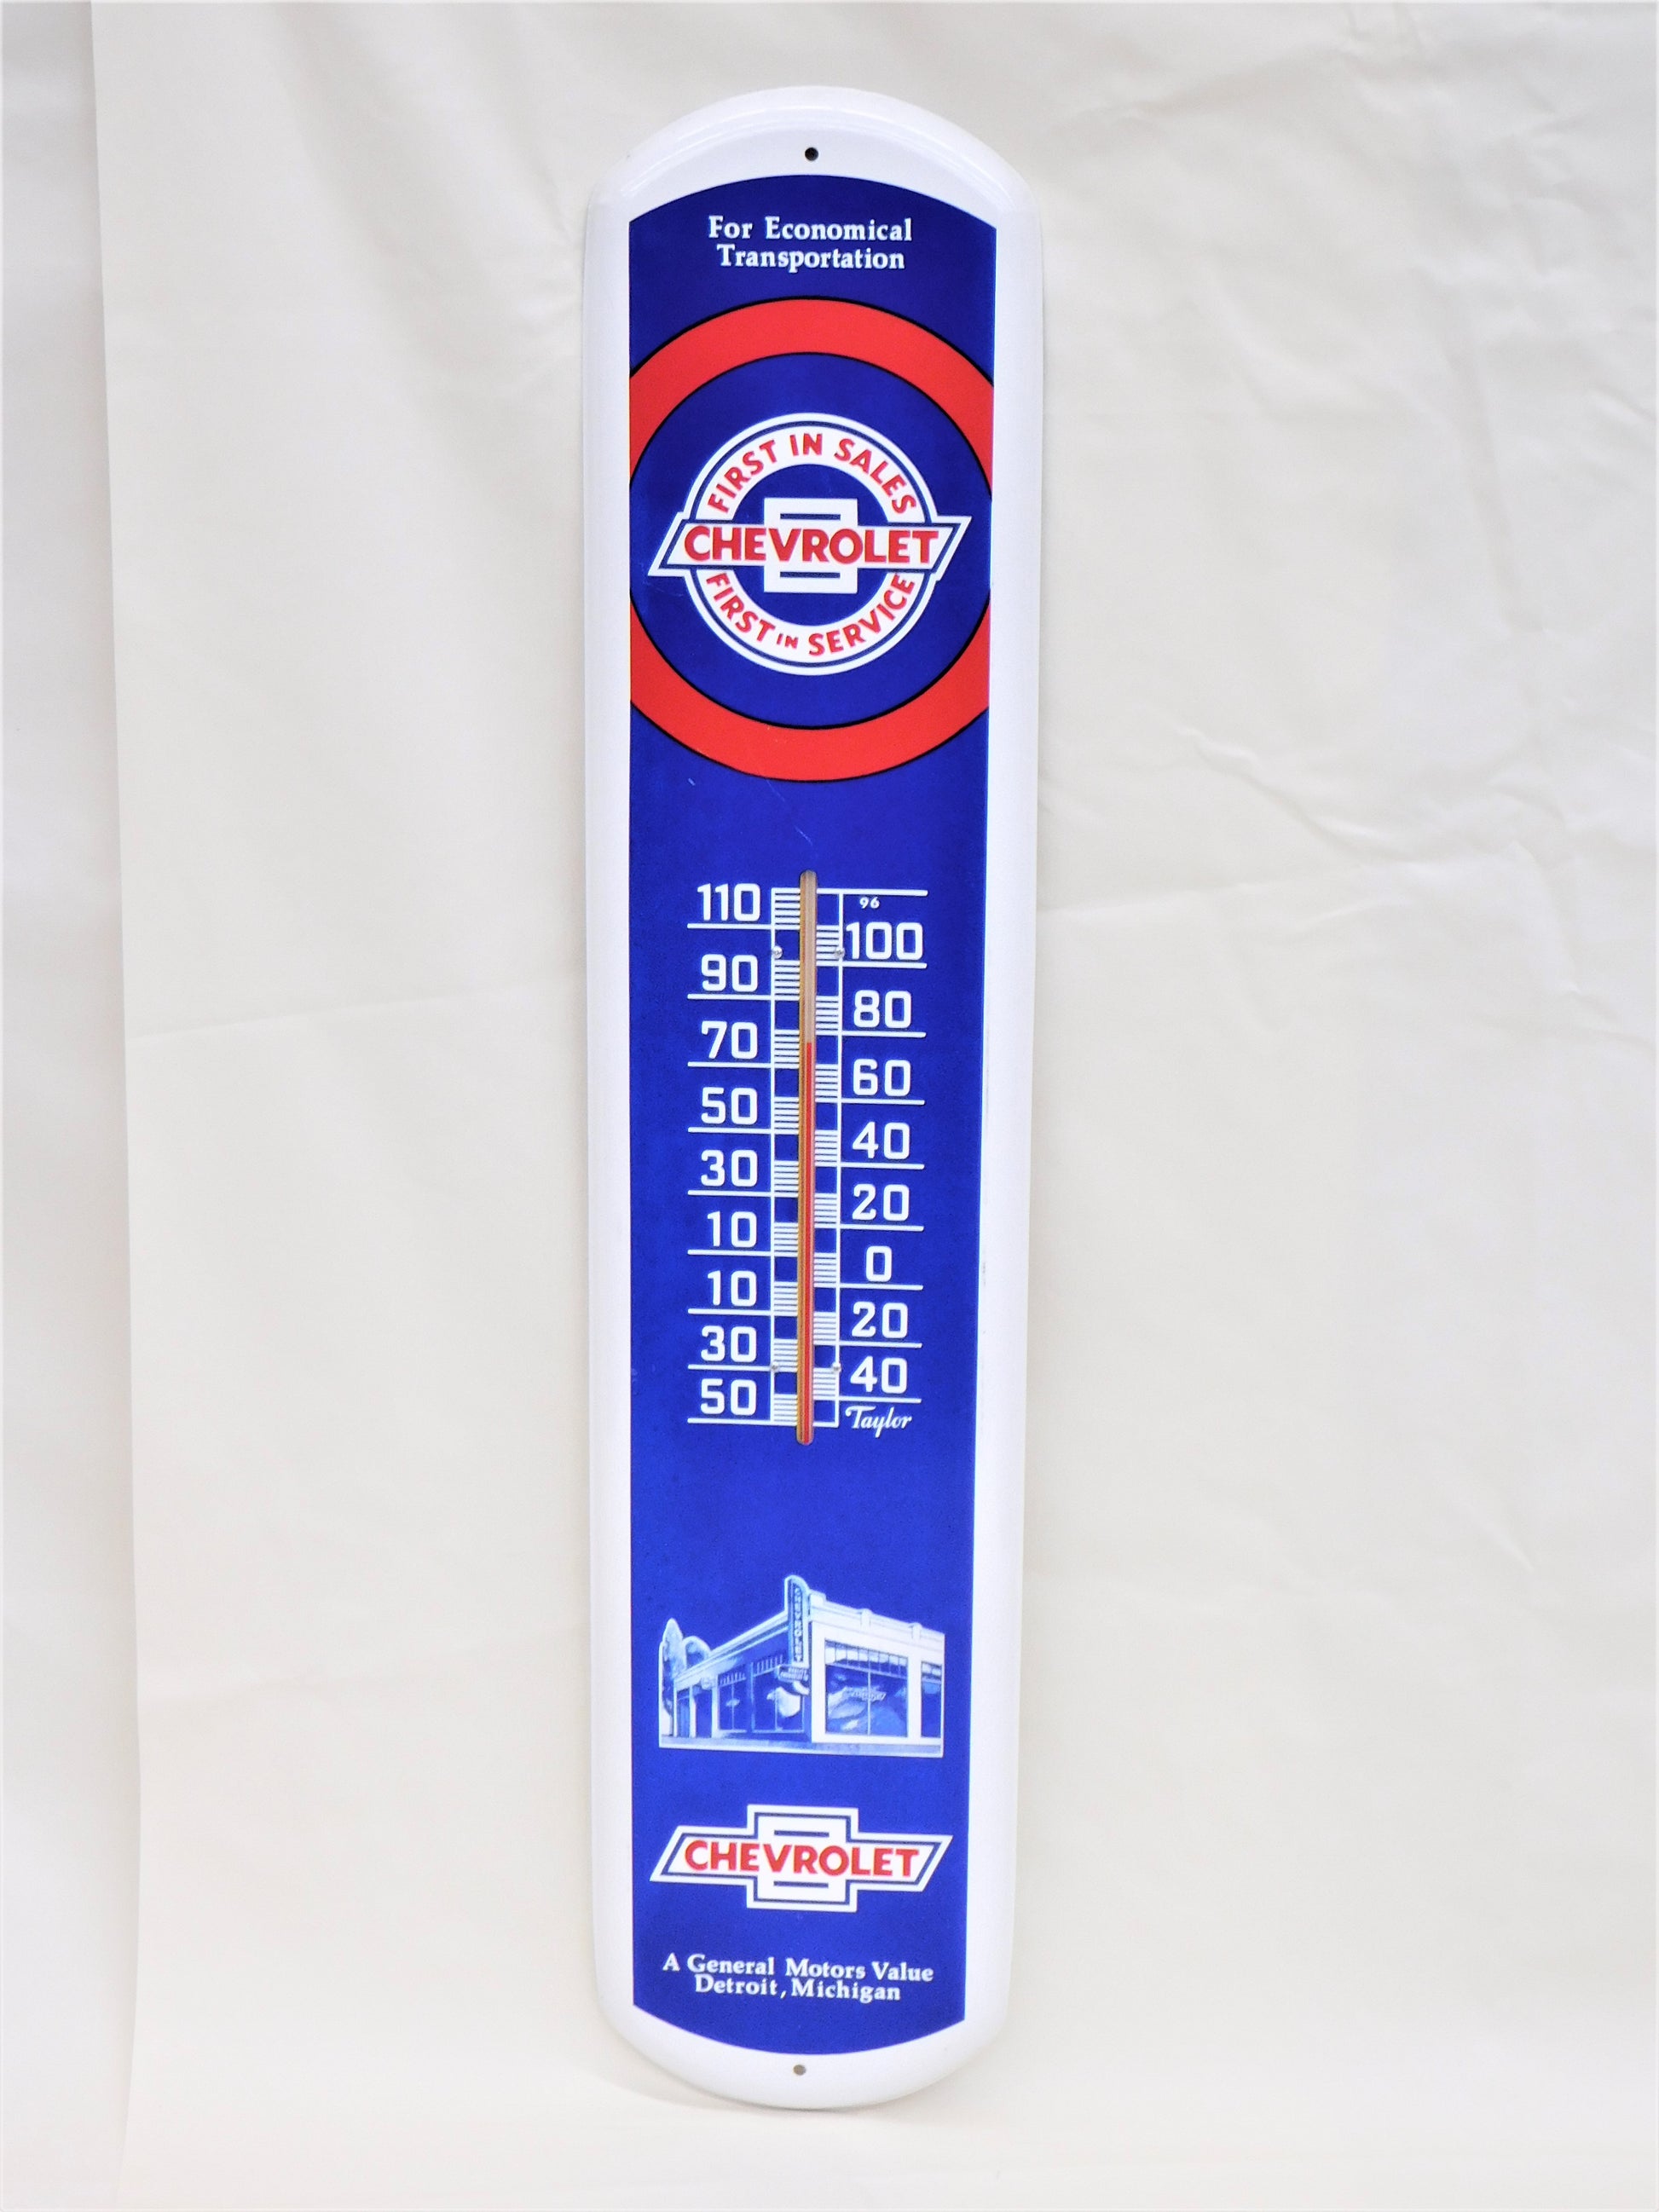 For Economical
Transportation
FIRST IN SALES
CHEVROLET
FIRST IN SERVICE
110
96
100
90
80
70
60
50
40
30
20
10
0
10
20
30
40
50
Taylor
CHEVROLET
CHEVROLET
A General Motors Value
Detroit, Michigan